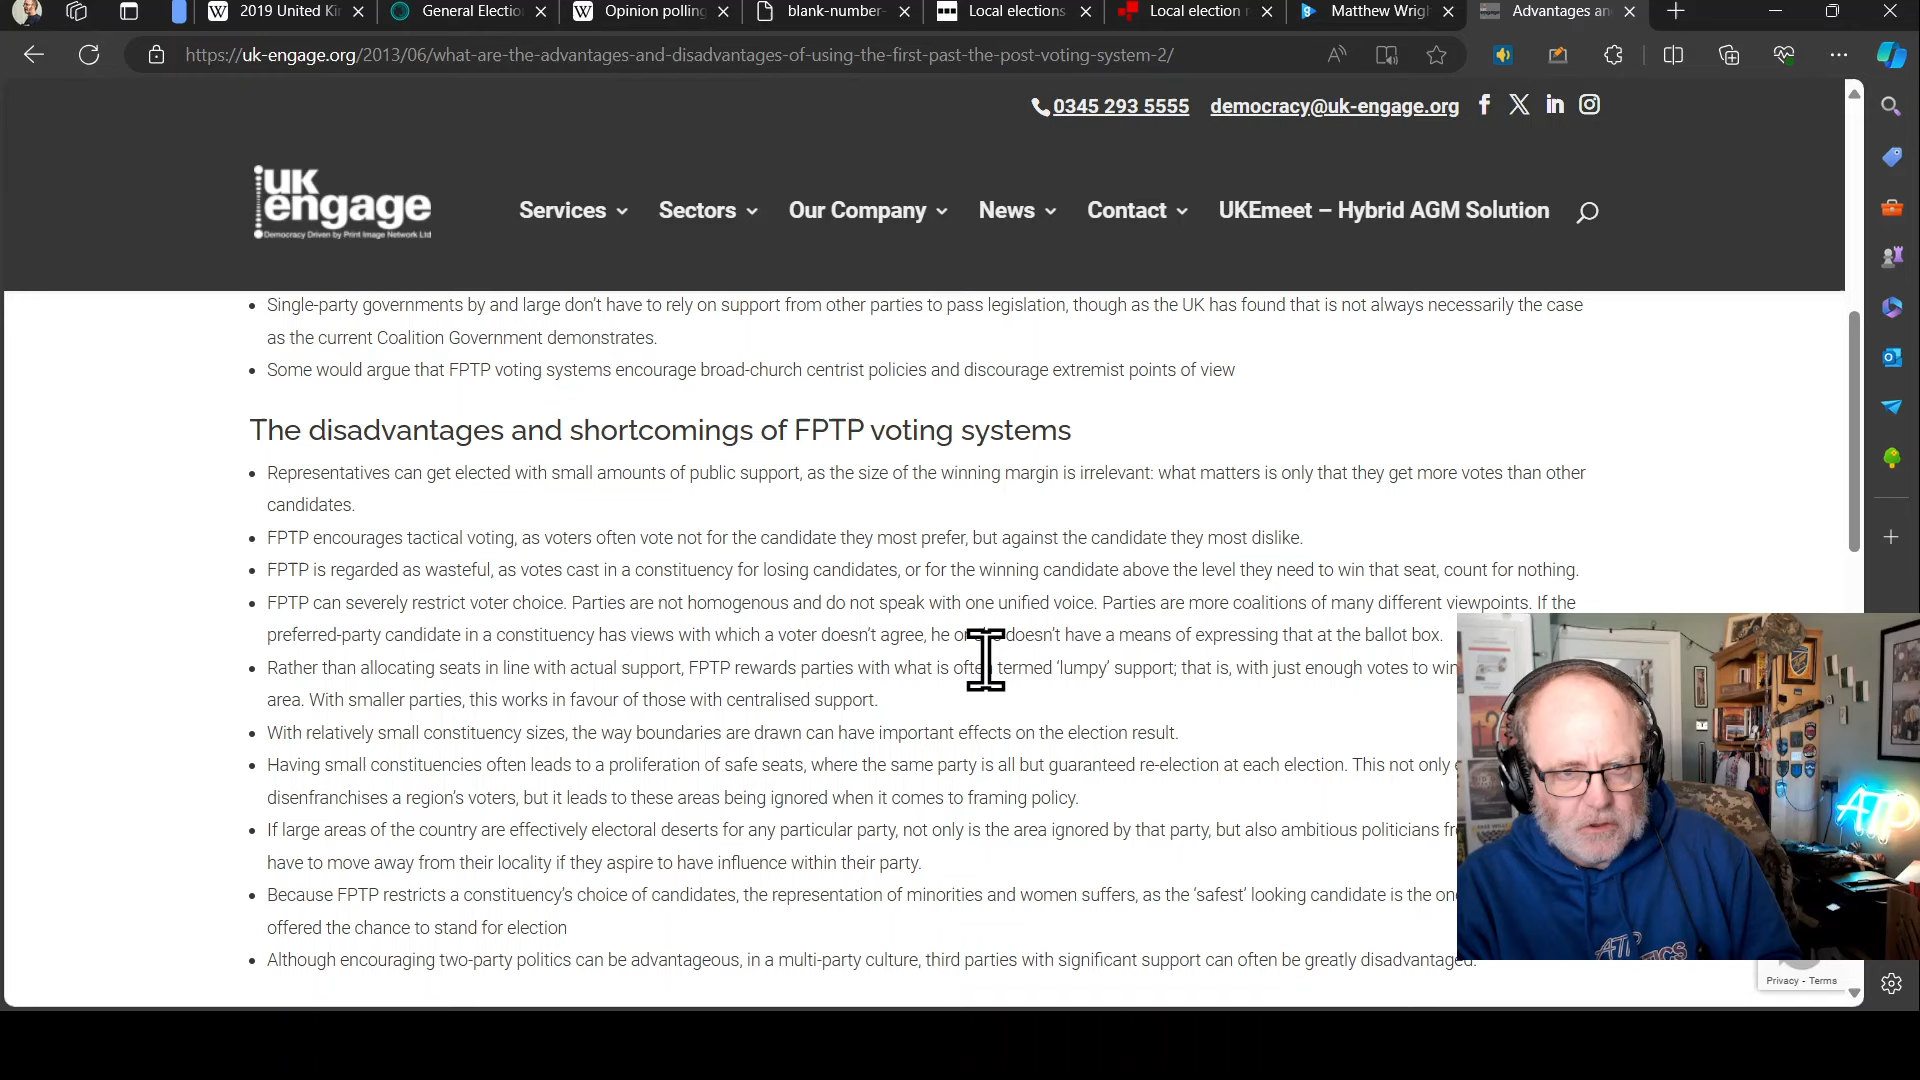 2019 United Ki
General Electio
Opinion polling
blank-number-
Local elections
Local election r
Matthew Wrigh
Advantages an
https://uk-engage.org/2013/06/what-are-the-advantages-and-disadvantages-of-using-the-first-past-the-post-voting-system-2/
0345 293 5555 democracy@uk-engage.org
uk engage
Democracy Driven by Print Image Network Ltd
Services Sectors Our Company News Contact UKEmeet – Hybrid AGM Solution
Single-party governments by and large don't have to rely on support from other parties to pass legislation, though as the UK has found that is not always necessarily the case
as the current Coalition Government demonstrates.
Some would argue that FPTP voting systems encourage broad-church centrist policies and discourage extremist points of view
The disadvantages and shortcomings of FPTP voting systems
Representatives can get elected with small amounts of public support, as the size of the winning margin is irrelevant: what matters is only that they get more votes than other
candidates.
FPTP encourages tactical voting, as voters often vote not for the candidate they most prefer, but against the candidate they most dislike.
FPTP is regarded as wasteful, as votes cast in a constituency for losing candidates, or for the winning candidate above the level they need to win that seat, count for nothing.
FPTP can severely restrict voter choice. Parties are not homogenous and do not speak with one unified voice. Parties are more coalitions of many different viewpoints. If the
preferred-party candidate in a constituency has views with which a voter doesn't agree, he or doesn't have a means of expressing that at the ballot box.
Rather than allocating seats in line with actual support, FPTP rewards parties with what is often termed 'lumpy' support; that is, with just enough votes to win
area. With smaller parties, this works in favour of those with centralised support.
With relatively small constituency sizes, the way boundaries are drawn can have important effects on the election result.
Having small constituencies often leads to a proliferation of safe seats, where the same party is all but guaranteed re-election at each election. This not only
disenfranchises a region's voters, but it leads to these areas being ignored when it comes to framing policy.
If large areas of the country are effectively electoral deserts for any particular party, not only is the area ignored by that party, but also ambitious politicians
have to move away from their locality if they aspire to have influence within their party.
Because FPTP restricts a constituency's choice of candidates, the representation of minorities and women suffers, as the 'safest' looking candidate is the
offered the chance to stand for election
Although encouraging two-party politics can be advantageous, in a multi-party culture, third parties with significant support can often be greatly disadvantaged.
ATP
Privacy - Terms